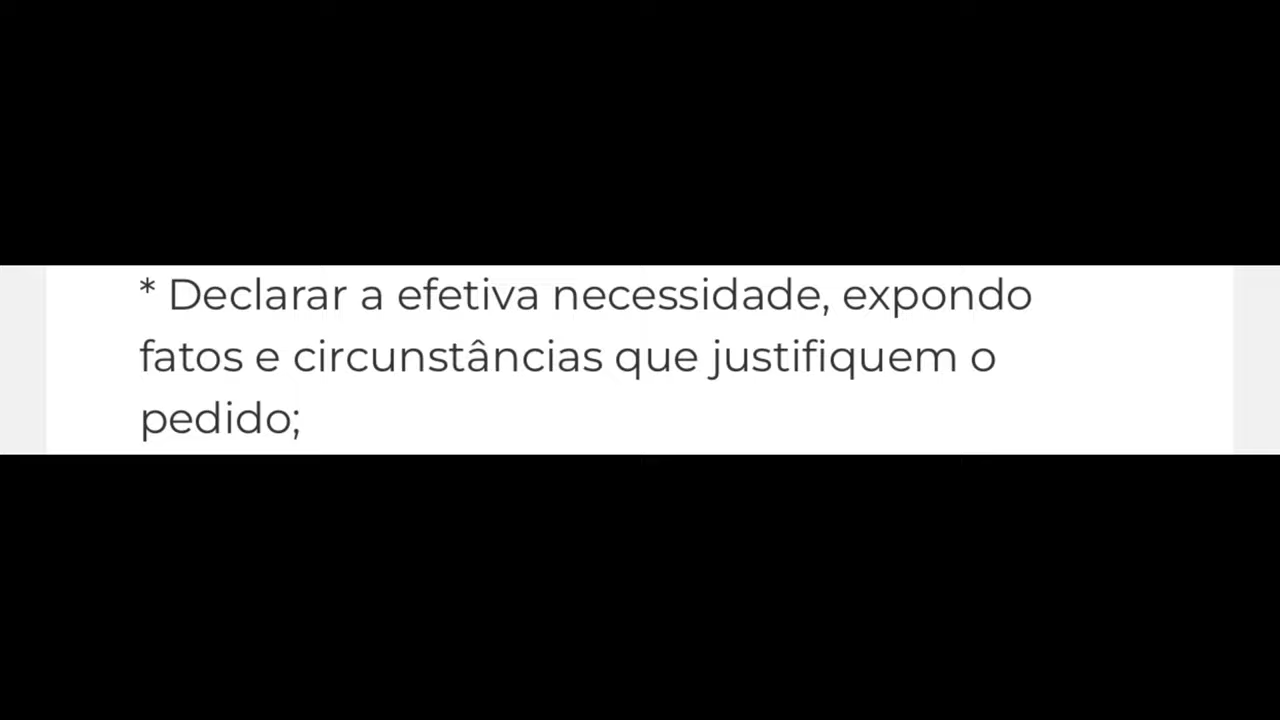 * Declarar a efetiva necessidade, expondo
fatos e circunstâncias que justifiquem o
pedido;